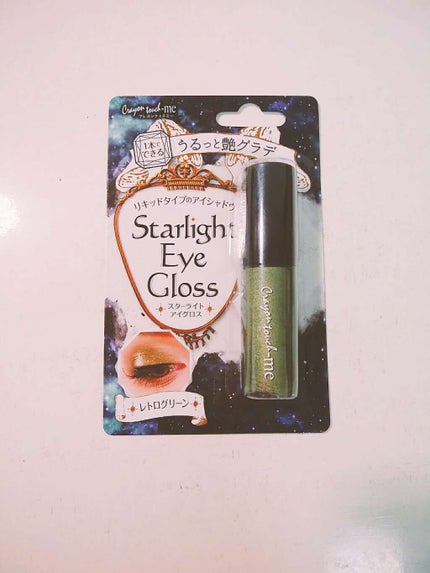 Crayon touch-me
クレヨンタッチミー
1本で
できる
うるっと艶グラデ
リキッドタイプのアイシャドウ
Starlight
Eye
Gloss
スターライト
アイグロス
Crayon touch-me
レトログリーン